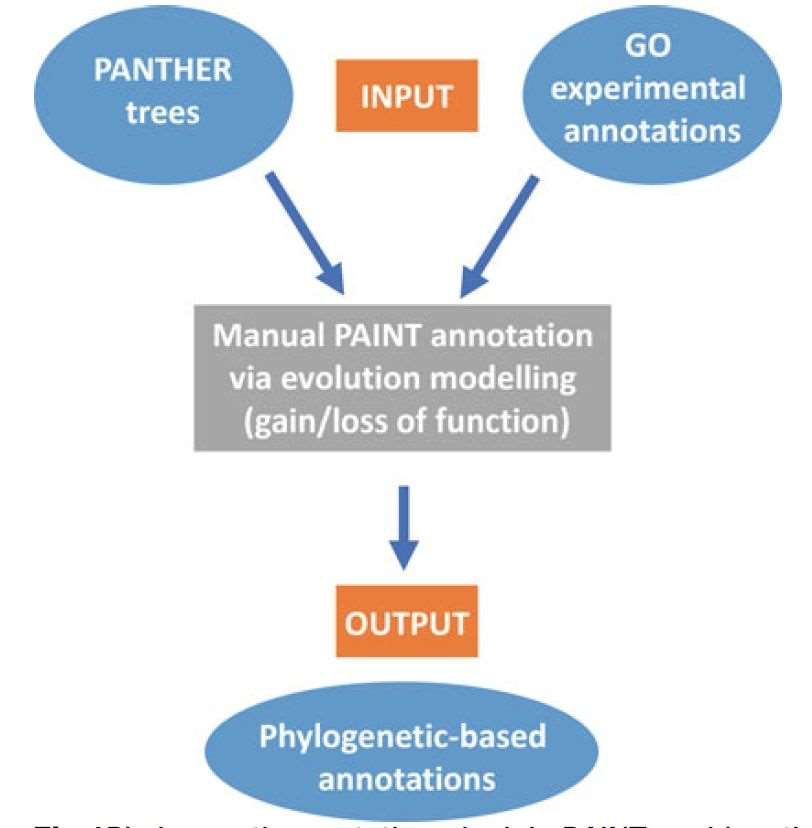 PANTHER
trees
INPUT
GO
experimental
annotations
Manual PAINT annotation
via evolution modelling
(gain/loss of function)
OUTPUT
Phylogenetic-based
annotations